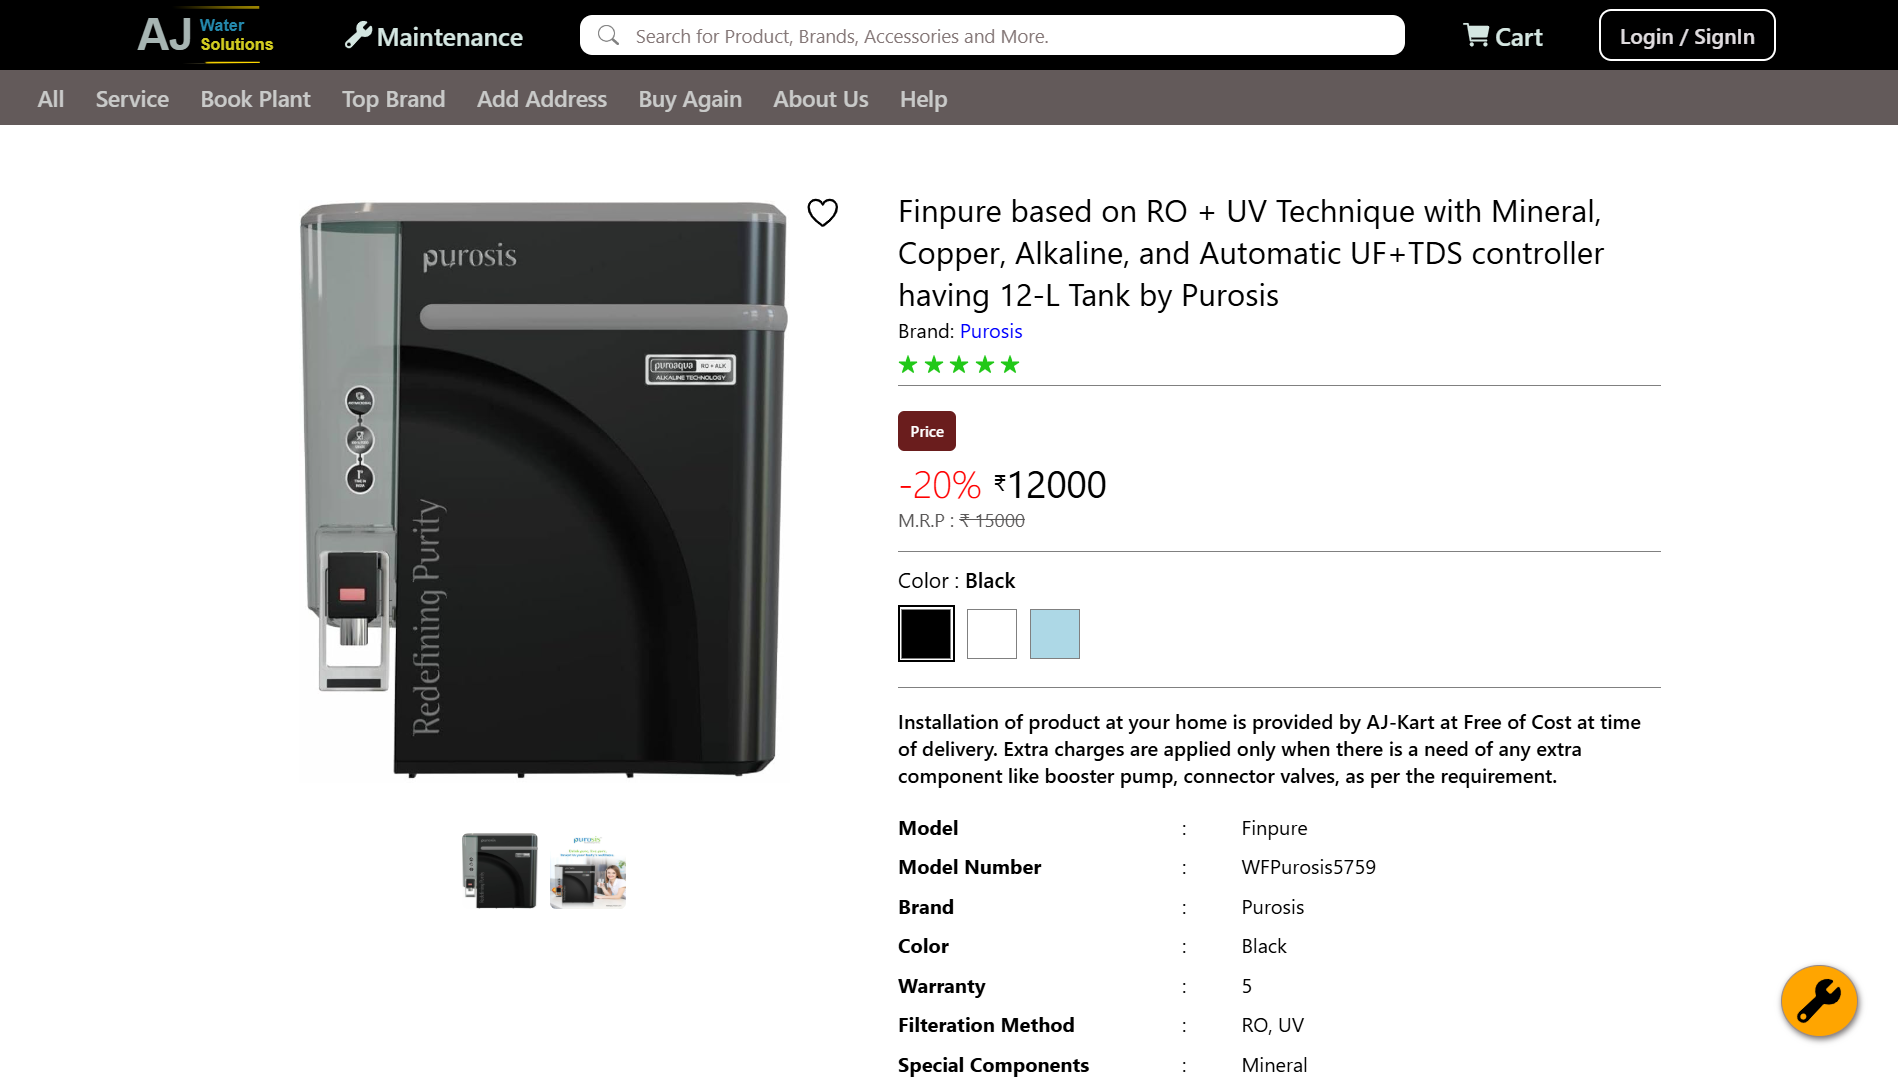 AJ Water Solutions
Maintenance
Search for Product, Brands, Accessories and More.
Cart
Login / SignIn
All
Service
Book Plant
Top Brand
Add Address
Buy Again
About Us
Help
purosis
puroaqua RO + ALK
ALKALINE TECHNOLOGY
Redefining Purity
purosis
Finpure based on RO + UV Technique with Mineral,
Copper, Alkaline, and Automatic UF+TDS controller
having 12-L Tank by Purosis
Brand: Purosis
Price
-20% ₹12000
M.R.P : ₹ 15000
Color : Black
Installation of product at your home is provided by AJ-Kart at Free of Cost at time
of delivery. Extra charges are applied only when there is a need of any extra
component like booster pump, connector valves, as per the requirement.
Model : Finpure
Model Number : WFPurosis5759
Brand : Purosis
Color : Black
Warranty : 5
Filteration Method : RO, UV
Special Components : Mineral